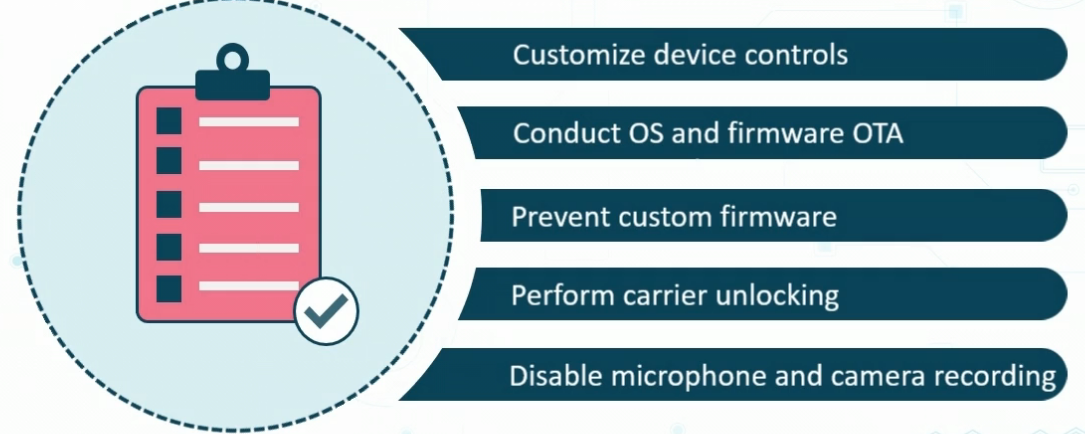 Customize device controls
Conduct OS and firmware OTA
Prevent custom firmware
Perform carrier unlocking
Disable microphone and camera recording